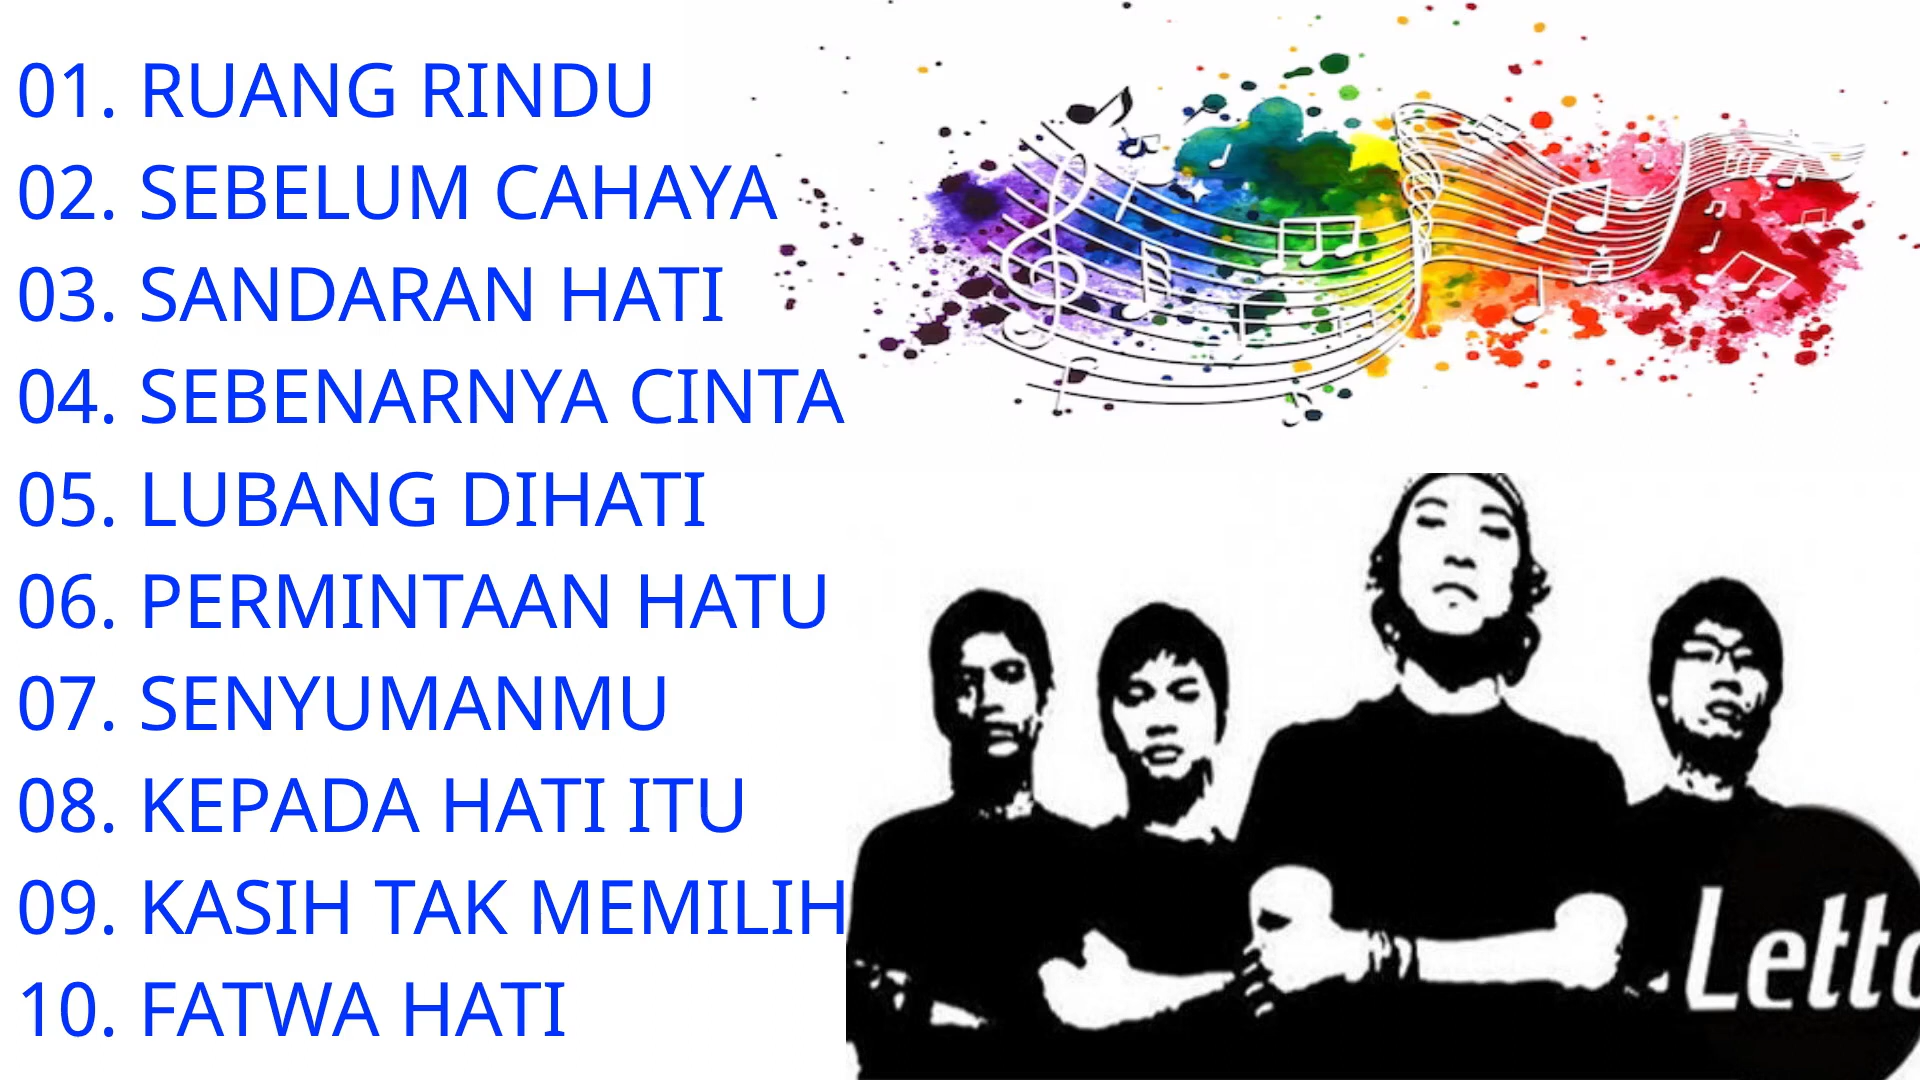 01. RUANG RINDU
02. SEBELUM CAHAYA
03. SANDARAN HATI
04. SEBENARNYA CINTA
05. LUBANG DIHATI
06. PERMINTAAN HATU
07. SENYUMANMU
08. KEPADA HATI ITU
09. KASIH TAK MEMILIH
10. FATWA HATI
Letto